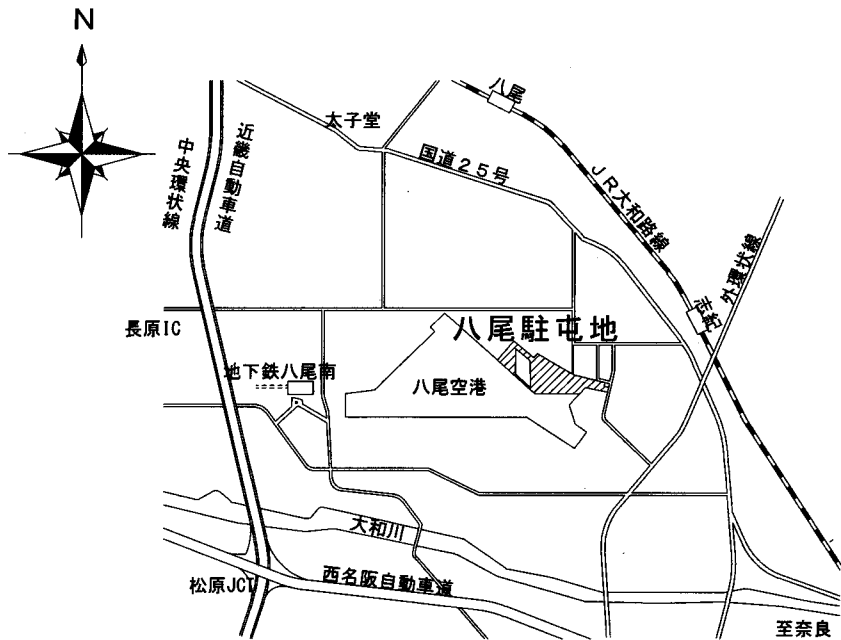 N
八尾
太子堂
国道２５号
近畿自動車道
中央環状線
ＪＲ大和路線
外環状線
志紀
長原IC
八尾駐屯地
地下鉄八尾南
八尾空港
大和川
松原JCT
西名阪自動車道
至奈良